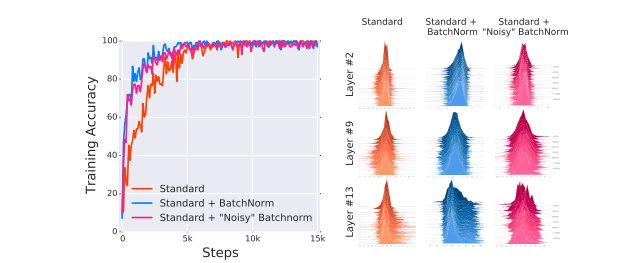 Training Accuracy
100
80
60
40
20
0
0
5k
10k
15k
Steps
Standard
Standard + BatchNorm
Standard + "Noisy" Batchnorm
Standard
Standard +
BatchNorm
Standard +
"Noisy" BatchNorm
Layer #2
Layer #9
Layer #13